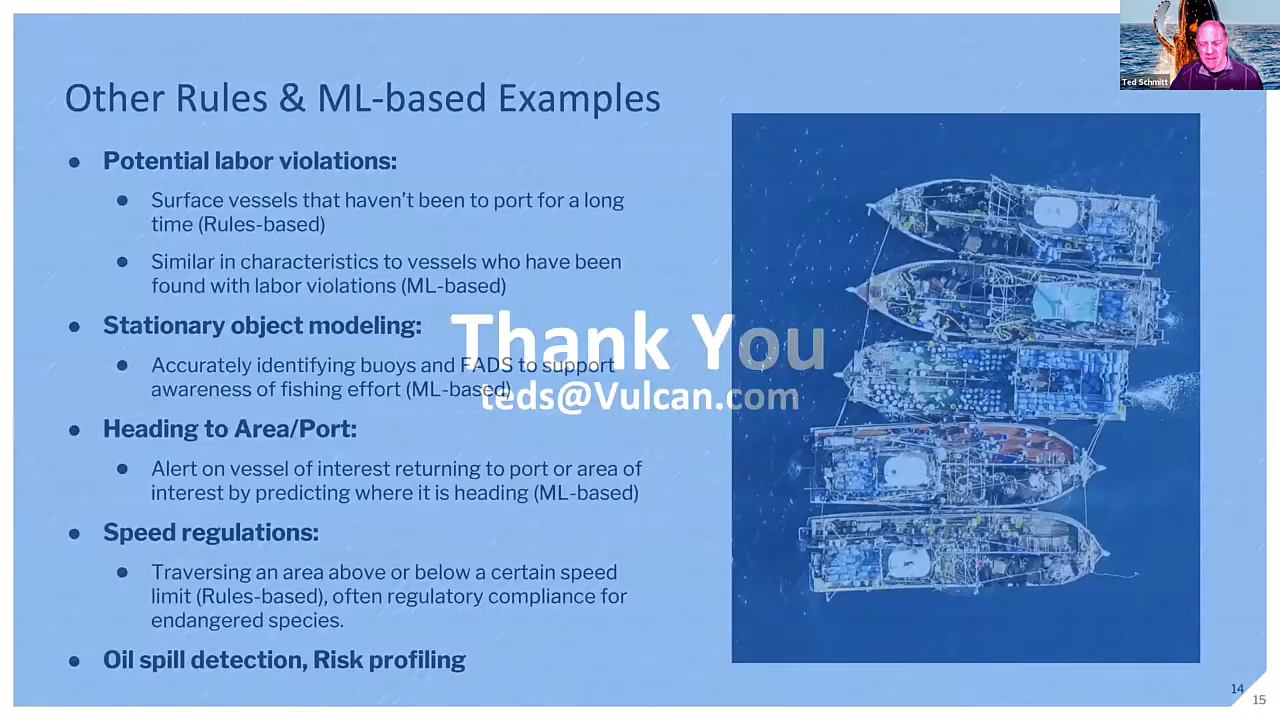 Ted Schmitt
Other Rules & ML-based Examples
● Potential labor violations:
● Surface vessels that haven't been to port for a long
time (Rules-based)
● Similar in characteristics to vessels who have been
found with labor violations (ML-based)
● Stationary object modeling:
● Accurately identifying buoys and FADS to support
awareness of fishing effort (ML-based)
Thank You
teds@Vulcan.com
● Heading to Area/Port:
● Alert on vessel of interest returning to port or area of
interest by predicting where it is heading (ML-based)
● Speed regulations:
● Traversing an area above or below a certain speed
limit (Rules-based), often regulatory compliance for
endangered species.
● Oil spill detection, Risk profiling
14
15